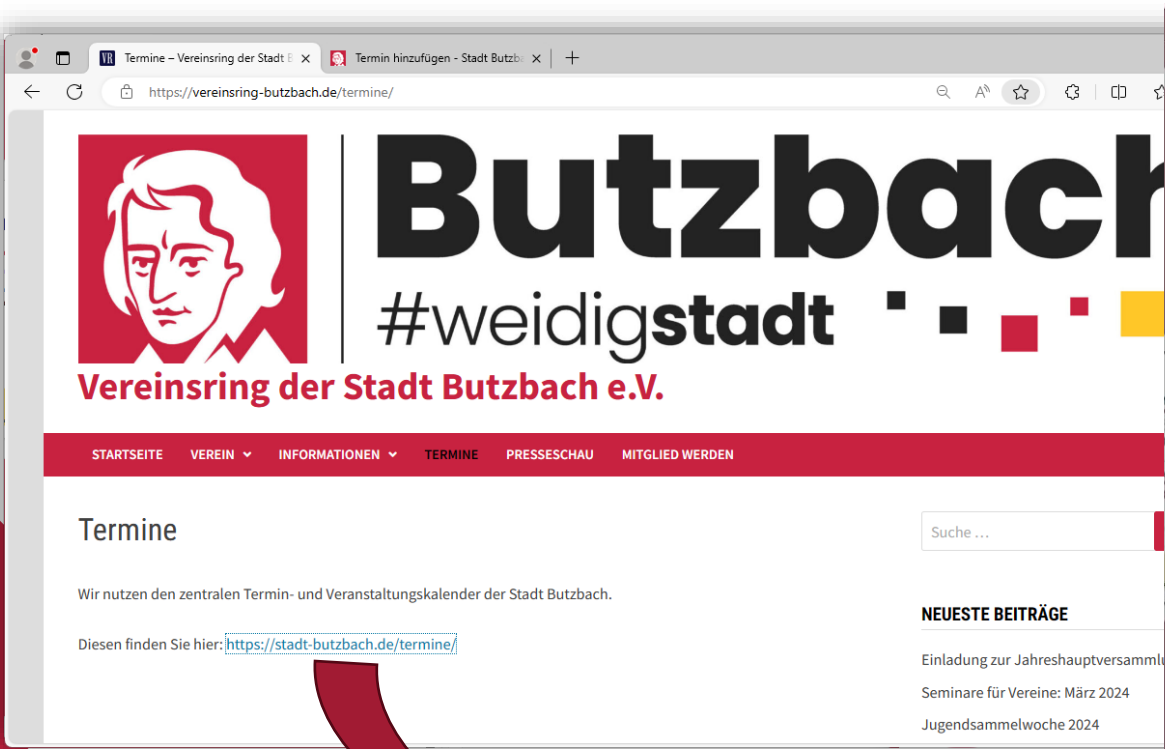 Termine – Vereinsring der Stadt B
Termin hinzufügen - Stadt Butzba
https://vereinsring-butzbach.de/termine/
Butzbach
#weidigstadt
Vereinsring der Stadt Butzbach e.V.
STARTSEITE VEREIN INFORMATIONEN TERMINE PRESSESCHAU MITGLIED WERDEN
Termine
Suche …
Wir nutzen den zentralen Termin- und Veranstaltungskalender der Stadt Butzbach.
Diesen finden Sie hier: https://stadt-butzbach.de/termine/
NEUESTE BEITRÄGE
Einladung zur Jahreshauptversammlu
Seminare für Vereine: März 2024
Jugendsammelwoche 2024